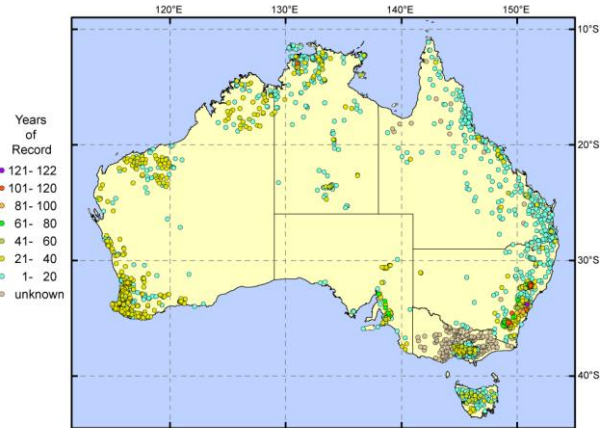 120°E 130°E 140°E 150°E
10°S
20°S
30°S
40°S
Years
of
Record
121- 122
101- 120
81- 100
61- 80
41- 60
21- 40
1- 20
unknown